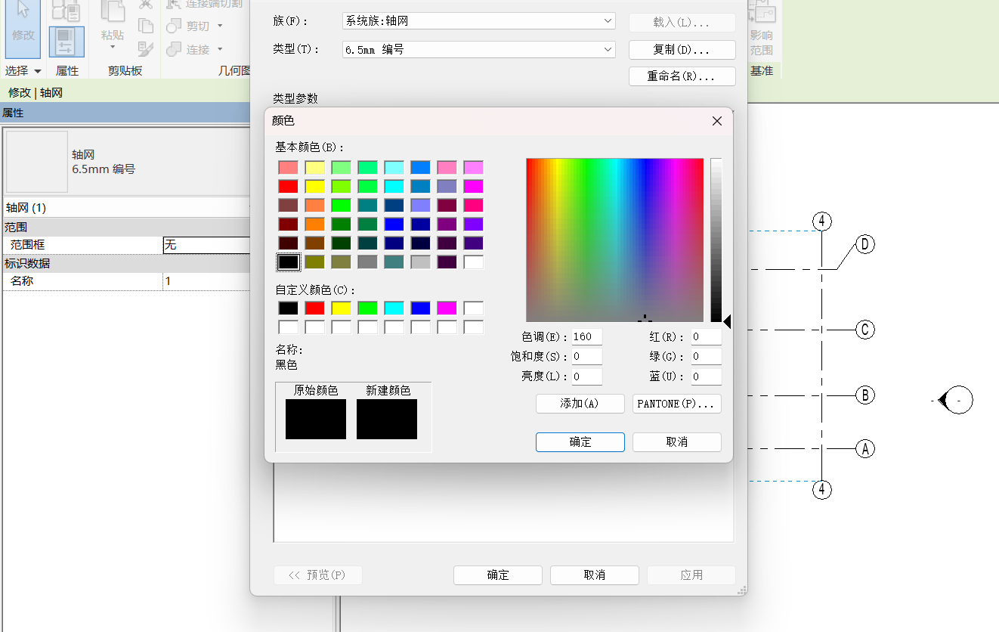 连接端切割
剪切
修改
粘贴
连接
选择
属性
剪贴板
几何图
修改 | 轴网
属性
轴网
6.5mm 编号
轴网 (1)
范围
范围框
无
标识数据
名称
1
族(F):
系统族:轴网
载入(L)...
类型(T):
6.5mm 编号
复制(D)...
重命名(R)...
类型参数
影响
范围
基准
颜色
基本颜色(B):
自定义颜色(C):
名称:
黑色
原始颜色
新建颜色
色调(E):
160
红(R):
0
饱和度(S):
0
绿(G):
0
亮度(L):
0
蓝(U):
0
添加(A)
PANTONE(P)...
确定
取消
<< 预览(P)
确定
取消
应用
4
D
C
B
A
4
-
-